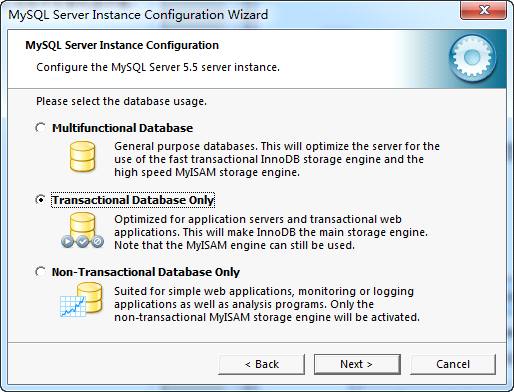 MySQL Server Instance Configuration Wizard
MySQL Server Instance Configuration
Configure the MySQL Server 5.5 server instance.
Please select the database usage.
Multifunctional Database
General purpose databases. This will optimize the server for the
use of the fast transactional InnoDB storage engine and the
high speed MyISAM storage engine.
Transactional Database Only
Optimized for application servers and transactional web
applications. This will make InnoDB the main storage engine.
Note that the MyISAM engine can still be used.
Non-Transactional Database Only
Suited for simple web applications, monitoring or logging
applications as well as analysis programs. Only the
non-transactional MyISAM storage engine will be activated.
< Back
Next >
Cancel